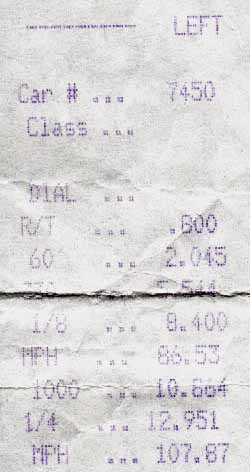 LEFT
Car # ... 7450
Class ...
DIAL ...
R/T ... .800
60 ... 2.045
1/8 ... 8.400
MPH ... 86.53
1000 ... 10.864
1/4 ... 12.951
MPH ... 107.87